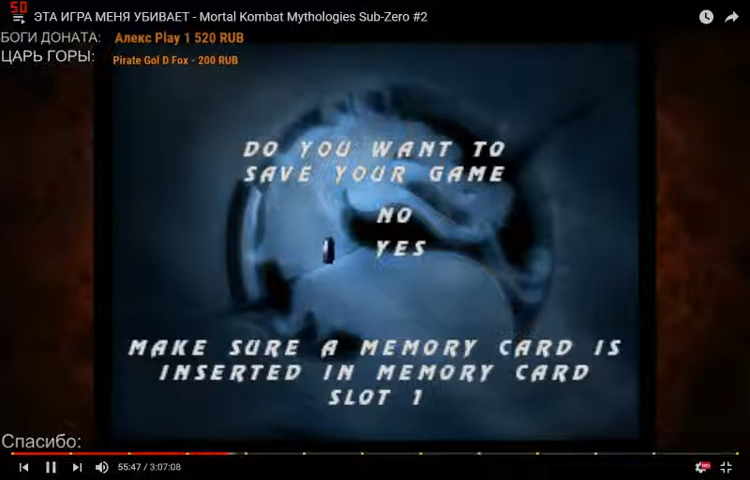 50
ЭТА ИГРА МЕНЯ УБИВАЕТ - Mortal Kombat Mythologies Sub-Zero #2
БОГИ ДОНАТА: Алекс Play 1 520 RUB
ЦАРЬ ГОРЫ: Pirate Gol D Fox - 200 RUB
DO YOU WANT TO
SAVE YOUR GAME
NO
YES
MAKE SURE A MEMORY CARD IS
INSERTED IN MEMORY CARD
SLOT 1
Спасибо:
55:47 / 3:07:08